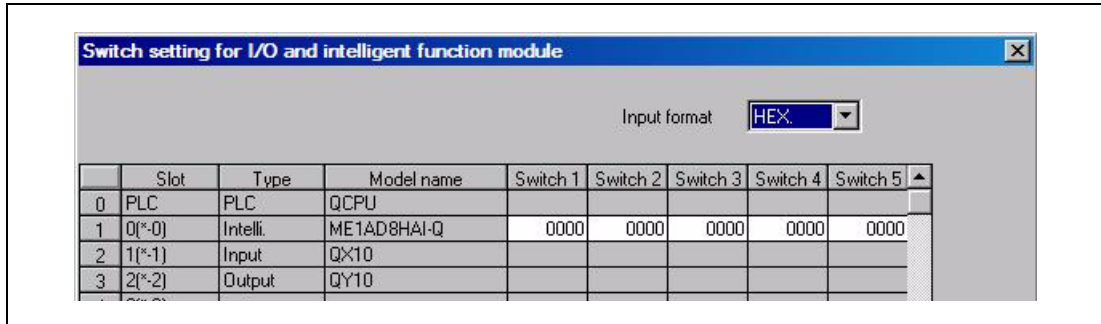 Switch setting for I/O and intelligent function module
Input format HEX.
Slot Type Model name Switch 1 Switch 2 Switch 3 Switch 4 Switch 5
0 PLC PLC QCPU
1 0(*-0) Intelli. ME1AD8HAI-Q 0000 0000 0000 0000 0000
2 1(*-1) Input QX10
3 2(*-2) Output QY10